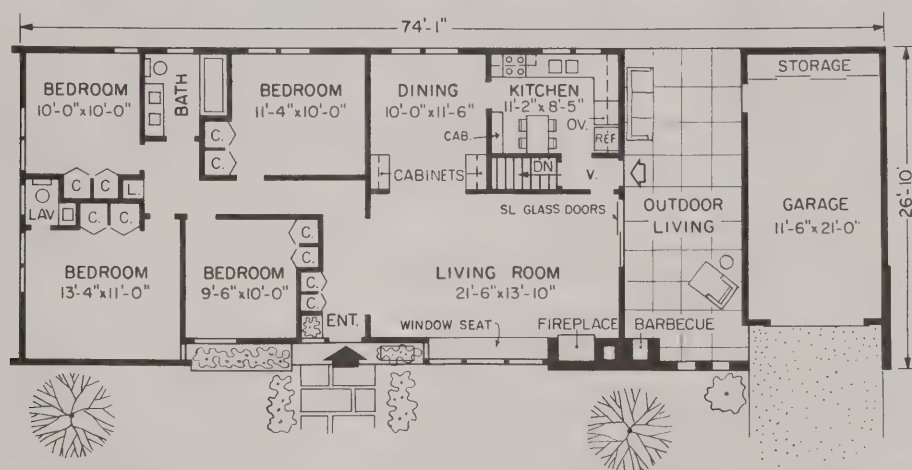 74'-1"
BEDROOM
10'-0"x10'-0"
BATH
C.
C.
BEDROOM
11'-4"x10'-0"
DINING
10'-0"x11'-6"
KITCHEN
11'-2"x8'-5"
CAB.
OV.
REF
STORAGE
C
C
L.
LAV
C.
C.
CABINETS
DN
V.
SL GLASS DOORS
OUTDOOR
LIVING
GARAGE
11'-6"x21'-0"
26'-10"
BEDROOM
13'-4"x11'-0"
BEDROOM
9'-6"x10'-0"
C.
C.
C.
C.
ENT.
LIVING ROOM
21'-6"x13'-10"
WINDOW SEAT
FIREPLACE
BARBECUE